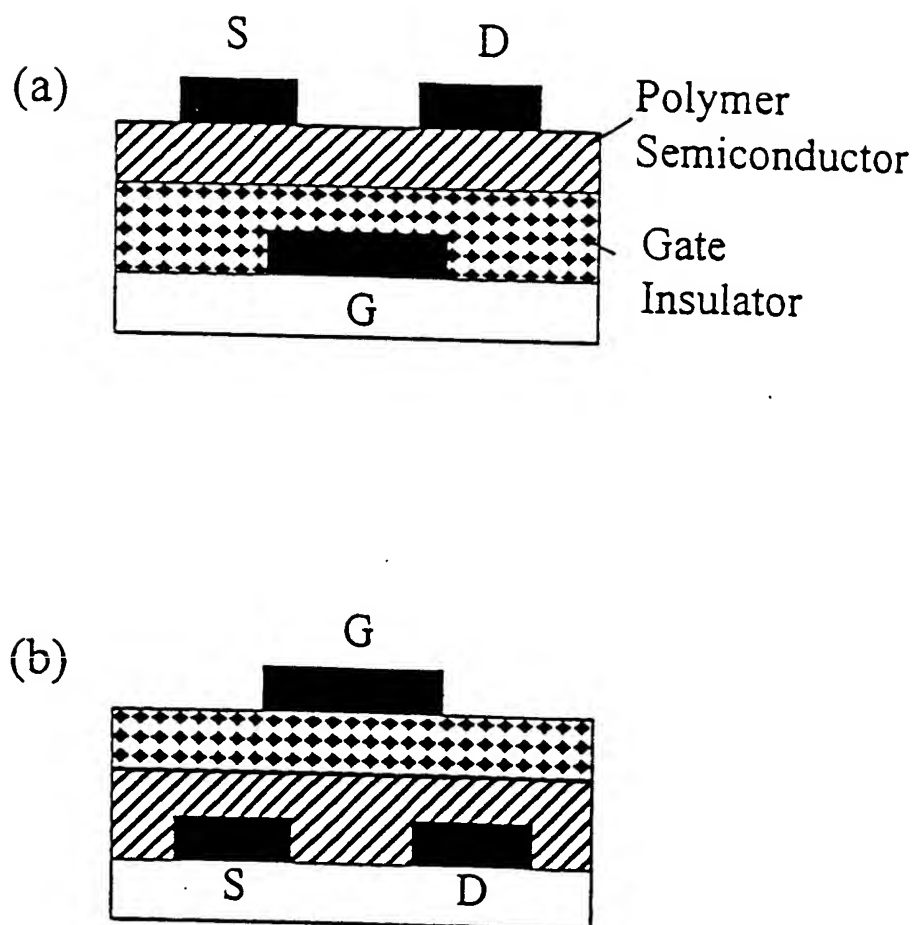 S D
(a)
Polymer
Semiconductor
Gate
Insulator
G
(b)
G
S D